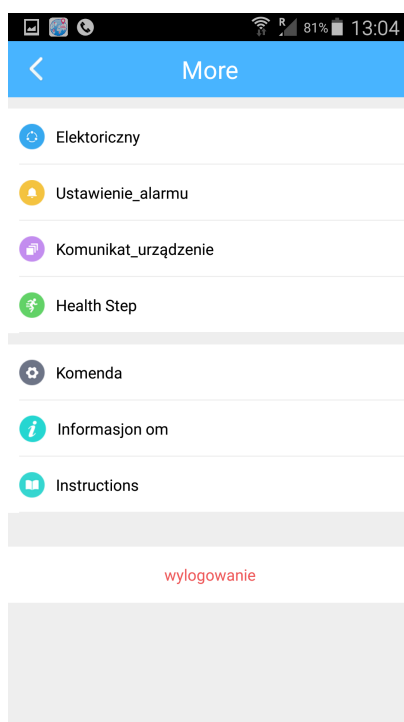 R 81% 13:04
More
Elektoriczny
Ustawienie_alarmu
Komunikat_urządzenie
Health Step
Komenda
i Informasjon om
Instructions
wylogowanie